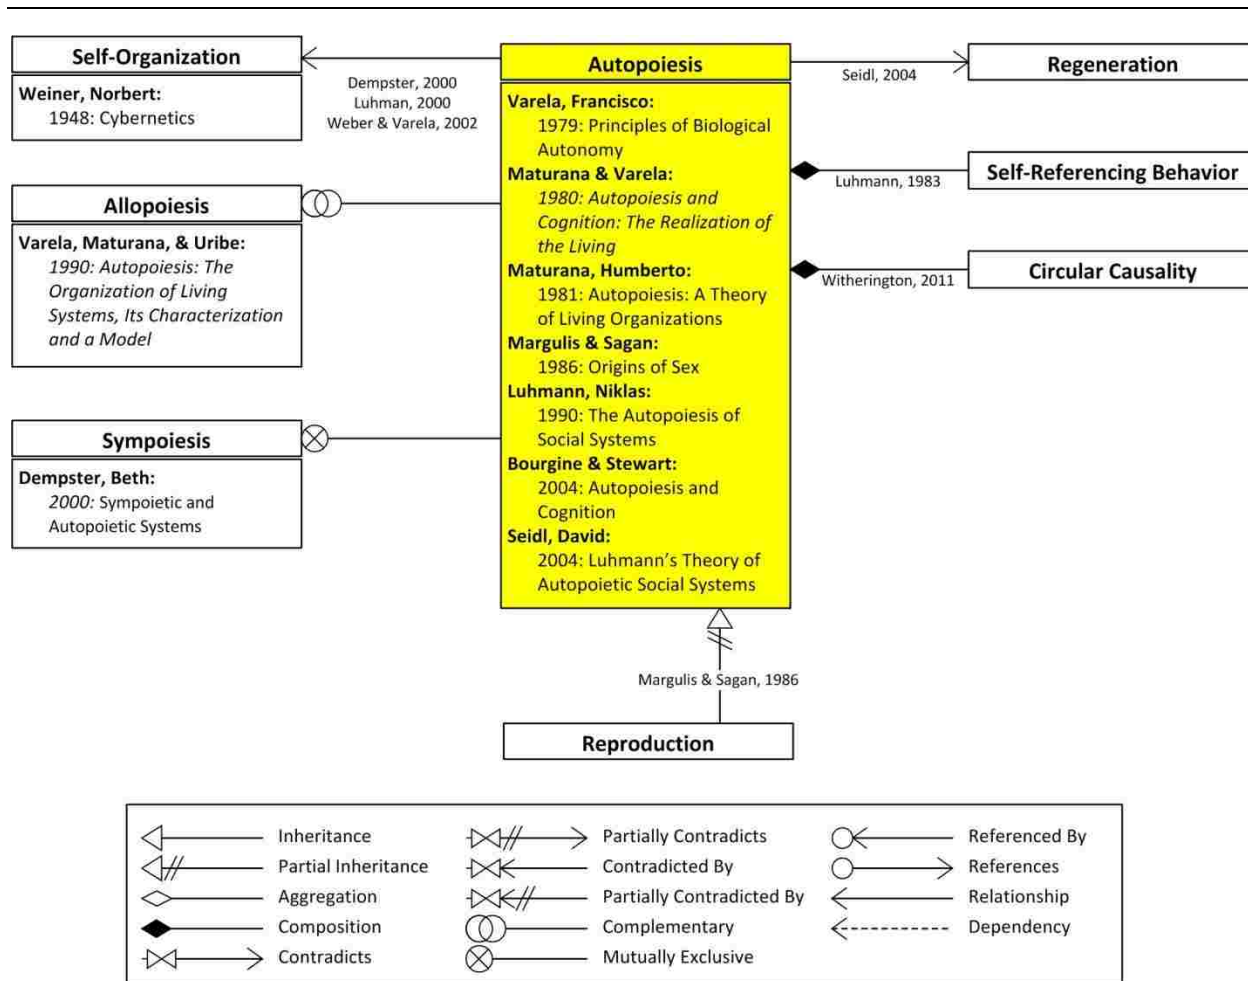 Self-Organization
Weiner, Norbert:
1948: Cybernetics
Dempster, 2000
Luhman, 2000
Weber & Varela, 2002
Allopoiesis
Varela, Maturana, & Uribe:
1990: Autopoiesis: The
Organization of Living
Systems, Its Characterization
and a Model
Sympoiesis
Dempster, Beth:
2000: Sympoietic and
Autopoietic Systems
Autopoiesis
Varela, Francisco:
1979: Principles of Biological
Autonomy
Maturana & Varela:
1980: Autopoiesis and
Cognition: The Realization of
the Living
Maturana, Humberto:
1981: Autopoiesis: A Theory
of Living Organizations
Margulis & Sagan:
1986: Origins of Sex
Luhmann, Niklas:
1990: The Autopoiesis of
Social Systems
Bourgine & Stewart:
2004: Autopoiesis and
Cognition
Seidl, David:
2004: Luhmann’s Theory of
Autopoietic Social Systems
Seidl, 2004
Regeneration
Luhmann, 1983
Self-Referencing Behavior
Witherington, 2011
Circular Causality
Margulis & Sagan, 1986
Reproduction
Inheritance
Partial Inheritance
Aggregation
Composition
Contradicts
Partially Contradicts
Contradicted By
Partially Contradicted By
Complementary
Mutually Exclusive
Referenced By
References
Relationship
Dependency